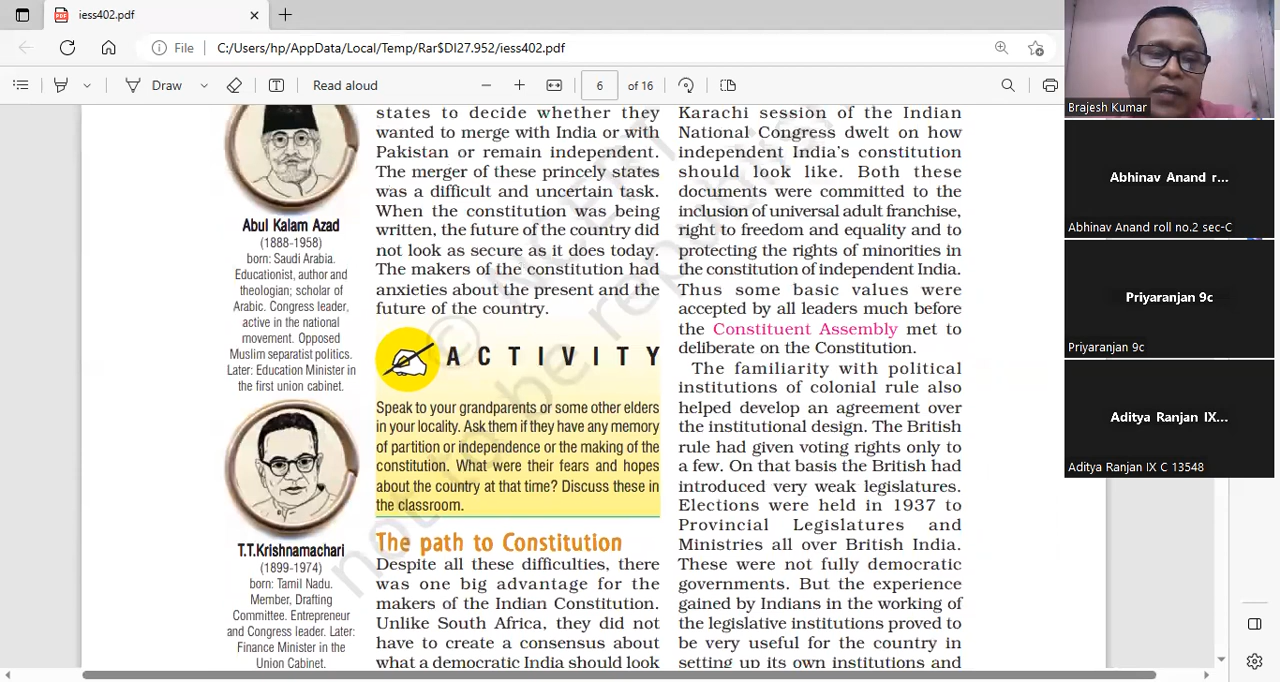 iess402.pdf
File
C:/Users/hp/AppData/Local/Temp/Rar$DI27.952/iess402.pdf
Draw
Read aloud
6
of 16
Abul Kalam Azad
(1888-1958)
born: Saudi Arabia.
Educationist, author and
theologian; scholar of
Arabic. Congress leader,
active in the national
movement. Opposed
Muslim separatist politics.
Later: Education Minister in
the first union cabinet.
T.T.Krishnamachari
(1899-1974)
born: Tamil Nadu.
Member, Drafting
Committee. Entrepreneur
and Congress leader. Later:
Finance Minister in the
Union Cabinet.
states to decide whether they
wanted to merge with India or with
Pakistan or remain independent.
The merger of these princely states
was a difficult and uncertain task.
When the constitution was being
written, the future of the country did
not look as secure as it does today.
The makers of the constitution had
anxieties about the present and the
future of the country.
ACTIVITY
Speak to your grandparents or some other elders
in your locality. Ask them if they have any memory
of partition or independence or the making of the
constitution. What were their fears and hopes
about the country at that time? Discuss these in
the classroom.
The path to Constitution
Despite all these difficulties, there
was one big advantage for the
makers of the Indian Constitution.
Unlike South Africa, they did not
have to create a consensus about
what a democratic India should look
Karachi session of the Indian
National Congress dwelt on how
independent India's constitution
should look like. Both these
documents were committed to the
inclusion of universal adult franchise,
right to freedom and equality and to
protecting the rights of minorities in
the constitution of independent India.
Thus some basic values were
accepted by all leaders much before
the Constituent Assembly met to
deliberate on the Constitution.
The familiarity with political
institutions of colonial rule also
helped develop an agreement over
the institutional design. The British
rule had given voting rights only to
a few. On that basis the British had
introduced very weak legislatures.
Elections were held in 1937 to
Provincial Legislatures and
Ministries all over British India.
These were not fully democratic
governments. But the experience
gained by Indians in the working of
the legislative institutions proved to
be very useful for the country in
setting up its own institutions and
© NCERT
not to be republis
Brajesh Kumar
Abhinav Anand r...
Abhinav Anand roll no.2 sec-C
Priyaranjan 9c
Priyaranjan 9c
Aditya Ranjan IX...
Aditya Ranjan IX C 13548